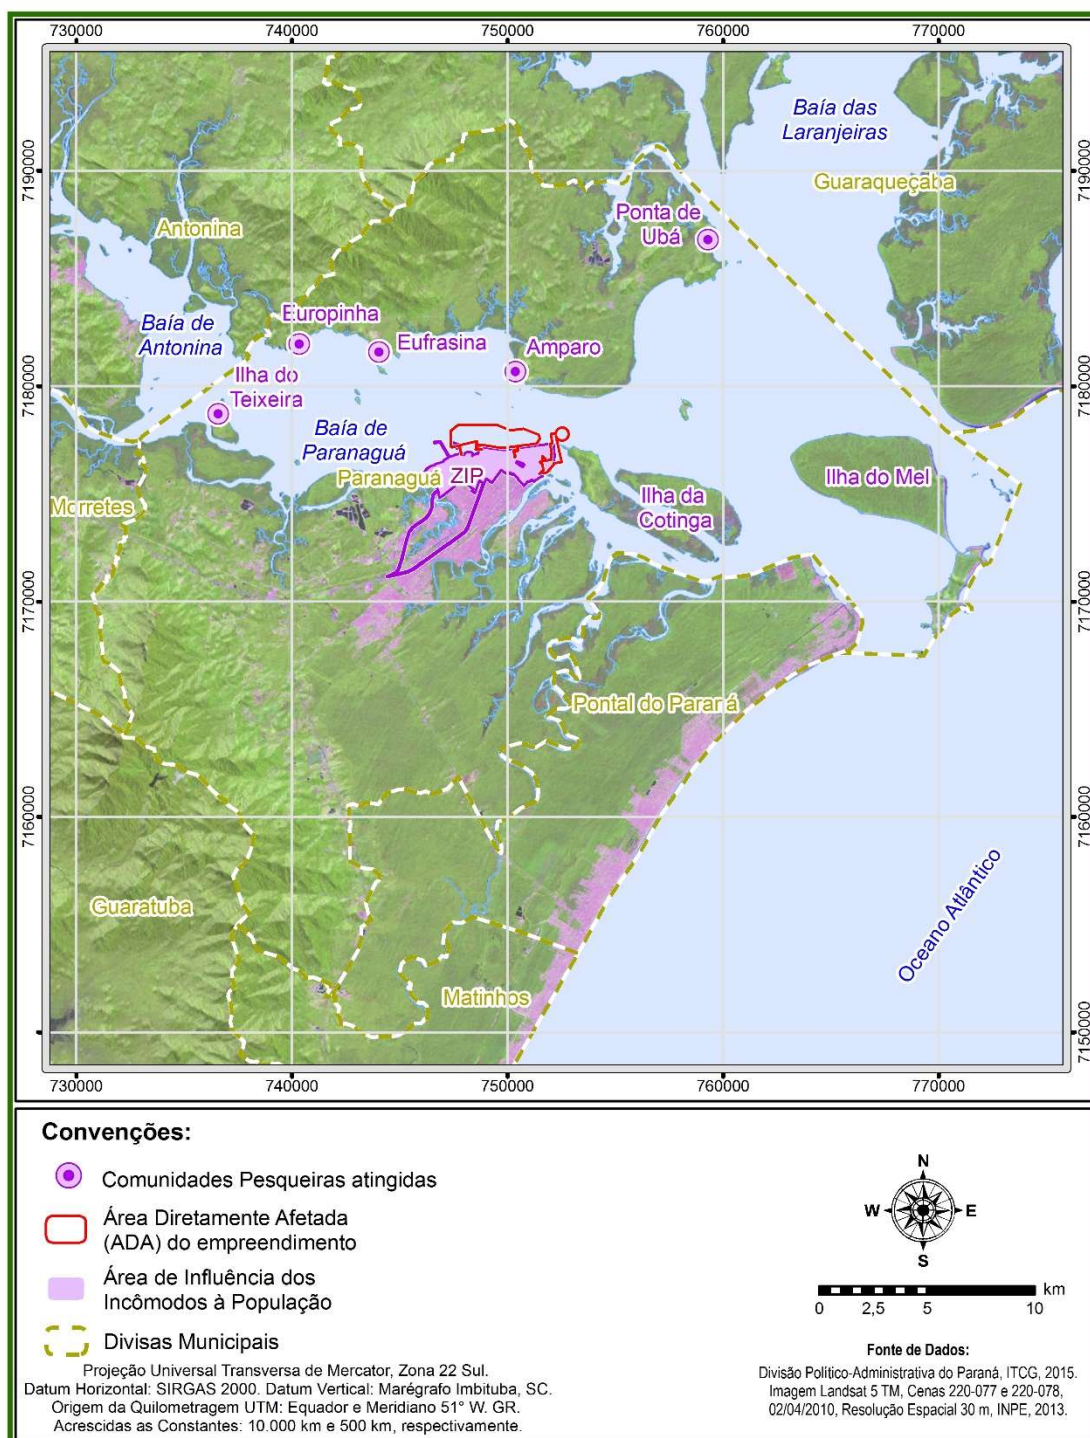 730000
740000
750000
760000
770000
7190000
7180000
7170000
7160000
7150000
Baía das
Laranjeiras
Guaraqueçaba
Ponta de
Ubá
Antonina
Europinha
Baía de
Antonina
Eufrasina
Amparo
Ilha do
Teixeira
Baía de
Paranaguá
Paranaguá
ZIP
Ilha do Mel
Ilha da
Cotinga
Morretes
Pontal do Paraná
Guaratuba
Oceano Atlântico
Matinhos
7190000
7180000
7170000
7160000
7150000
730000
740000
750000
760000
770000
Convenções:
Comunidades Pesqueiras atingidas
Área Diretamente Afetada
(ADA) do empreendimento
Área de Influência dos
Incômodos à População
Divisas Municipais
Projeção Universal Transversa de Mercator, Zona 22 Sul.
Datum Horizontal: SIRGAS 2000. Datum Vertical: Marégrafo Imbituba, SC.
Origem da Quilometragem UTM: Equador e Meridiano 51° W. GR.
Acrescidas as Constantes: 10.000 km e 500 km, respectivamente.
N
W
E
S
km
0
2,5
5
10
Fonte de Dados:
Divisão Político-Administrativa do Paraná, ITCG, 2015.
Imagem Landsat 5 TM, Cenas 220-077 e 220-078,
02/04/2010, Resolução Espacial 30 m, INPE, 2013.